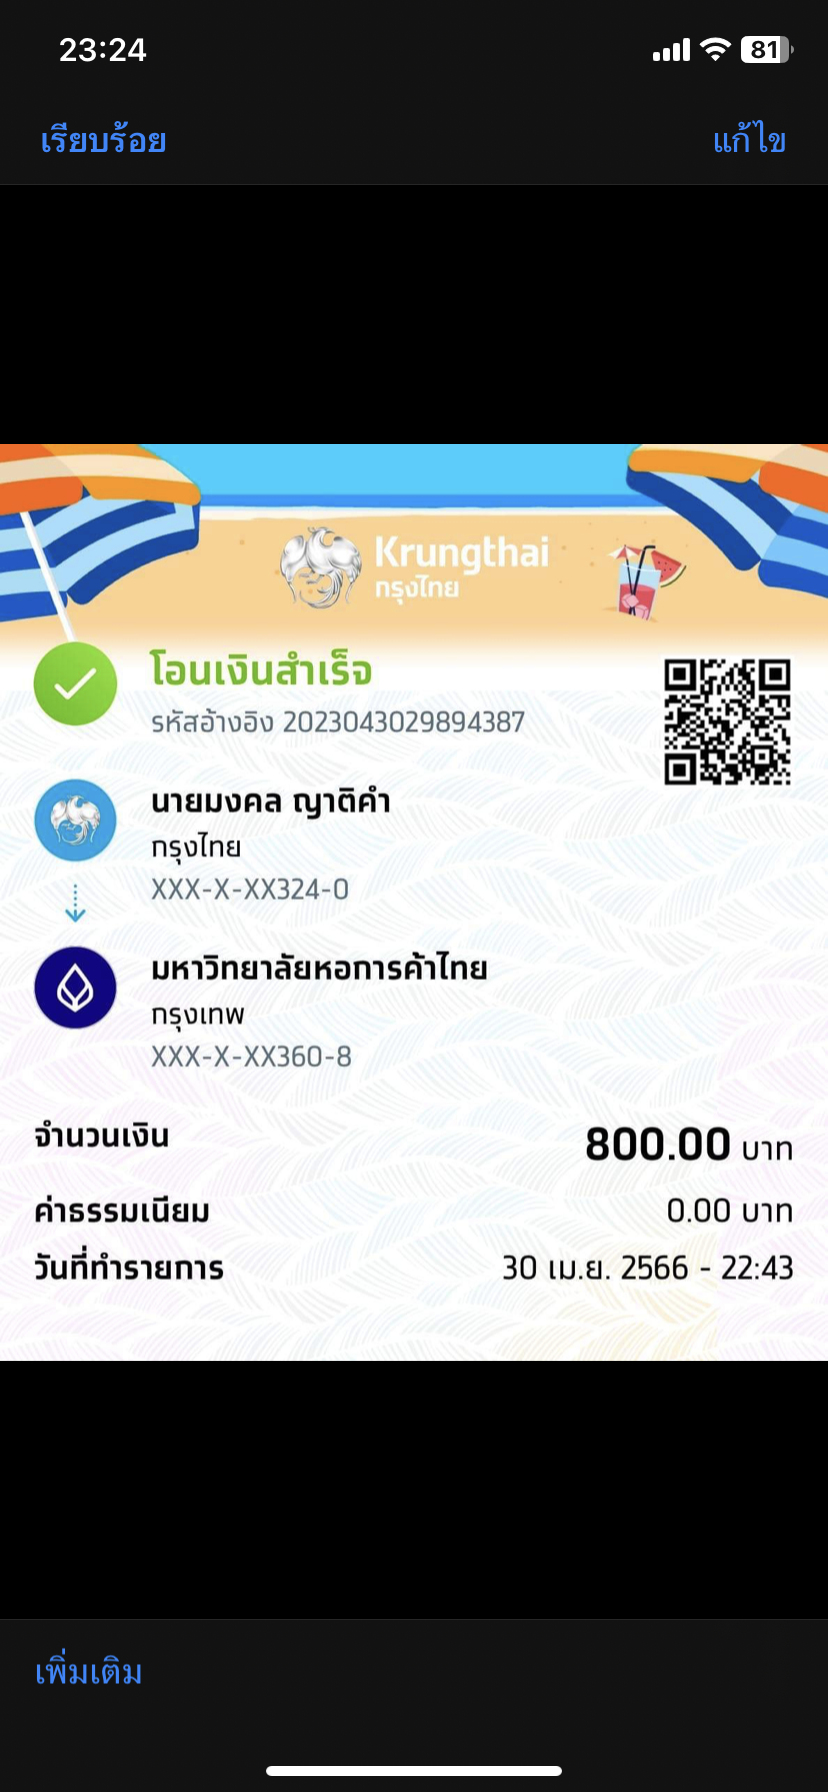 23:24
81
เรียบร้อย
แก้ไข
Krungthai
กรุงไทย
โอนเงินสำเร็จ
รหัสอ้างอิง 2023043029894387
นายมงคล ญาติคำ
กรุงไทย
XXX-X-XX324-0
มหาวิทยาลัยหอการค้าไทย
กรุงเทพ
XXX-X-XX360-8
จำนวนเงิน 800.00 บาท
ค่าธรรมเนียม 0.00 บาท
วันที่ทำรายการ 30 เม.ย. 2566 - 22:43
เพิ่มเติม